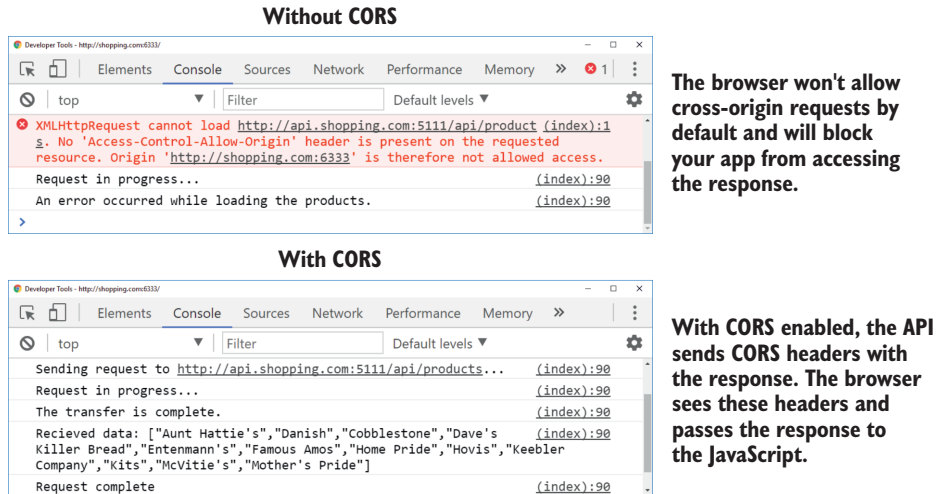 Without CORS
Developer Tools - http://shopping.com:6333/
Elements Console Sources Network Performance Memory » 1
top ▼ Filter Default levels ▼
XMLHttpRequest cannot load http://api.shopping.com:5111/api/product (index):1
s. No 'Access-Control-Allow-Origin' header is present on the requested
resource. Origin 'http://shopping.com:6333' is therefore not allowed access.
Request in progress... (index):90
An error occurred while loading the products. (index):90
>
The browser won't allow
cross-origin requests by
default and will block
your app from accessing
the response.
With CORS
Developer Tools - http://shopping.com:6333/
Elements Console Sources Network Performance Memory »
top ▼ Filter Default levels ▼
Sending request to http://api.shopping.com:5111/api/products... (index):90
Request in progress... (index):90
The transfer is complete. (index):90
Recieved data: ["Aunt Hattie's","Danish","Cobblestone","Dave's (index):90
Killer Bread","Entenmann's","Famous Amos","Home Pride","Hovis","Keebler
Company","Kits","McVitie's","Mother's Pride"]
Request complete (index):90
With CORS enabled, the API
sends CORS headers with
the response. The browser
sees these headers and
passes the response to
the JavaScript.